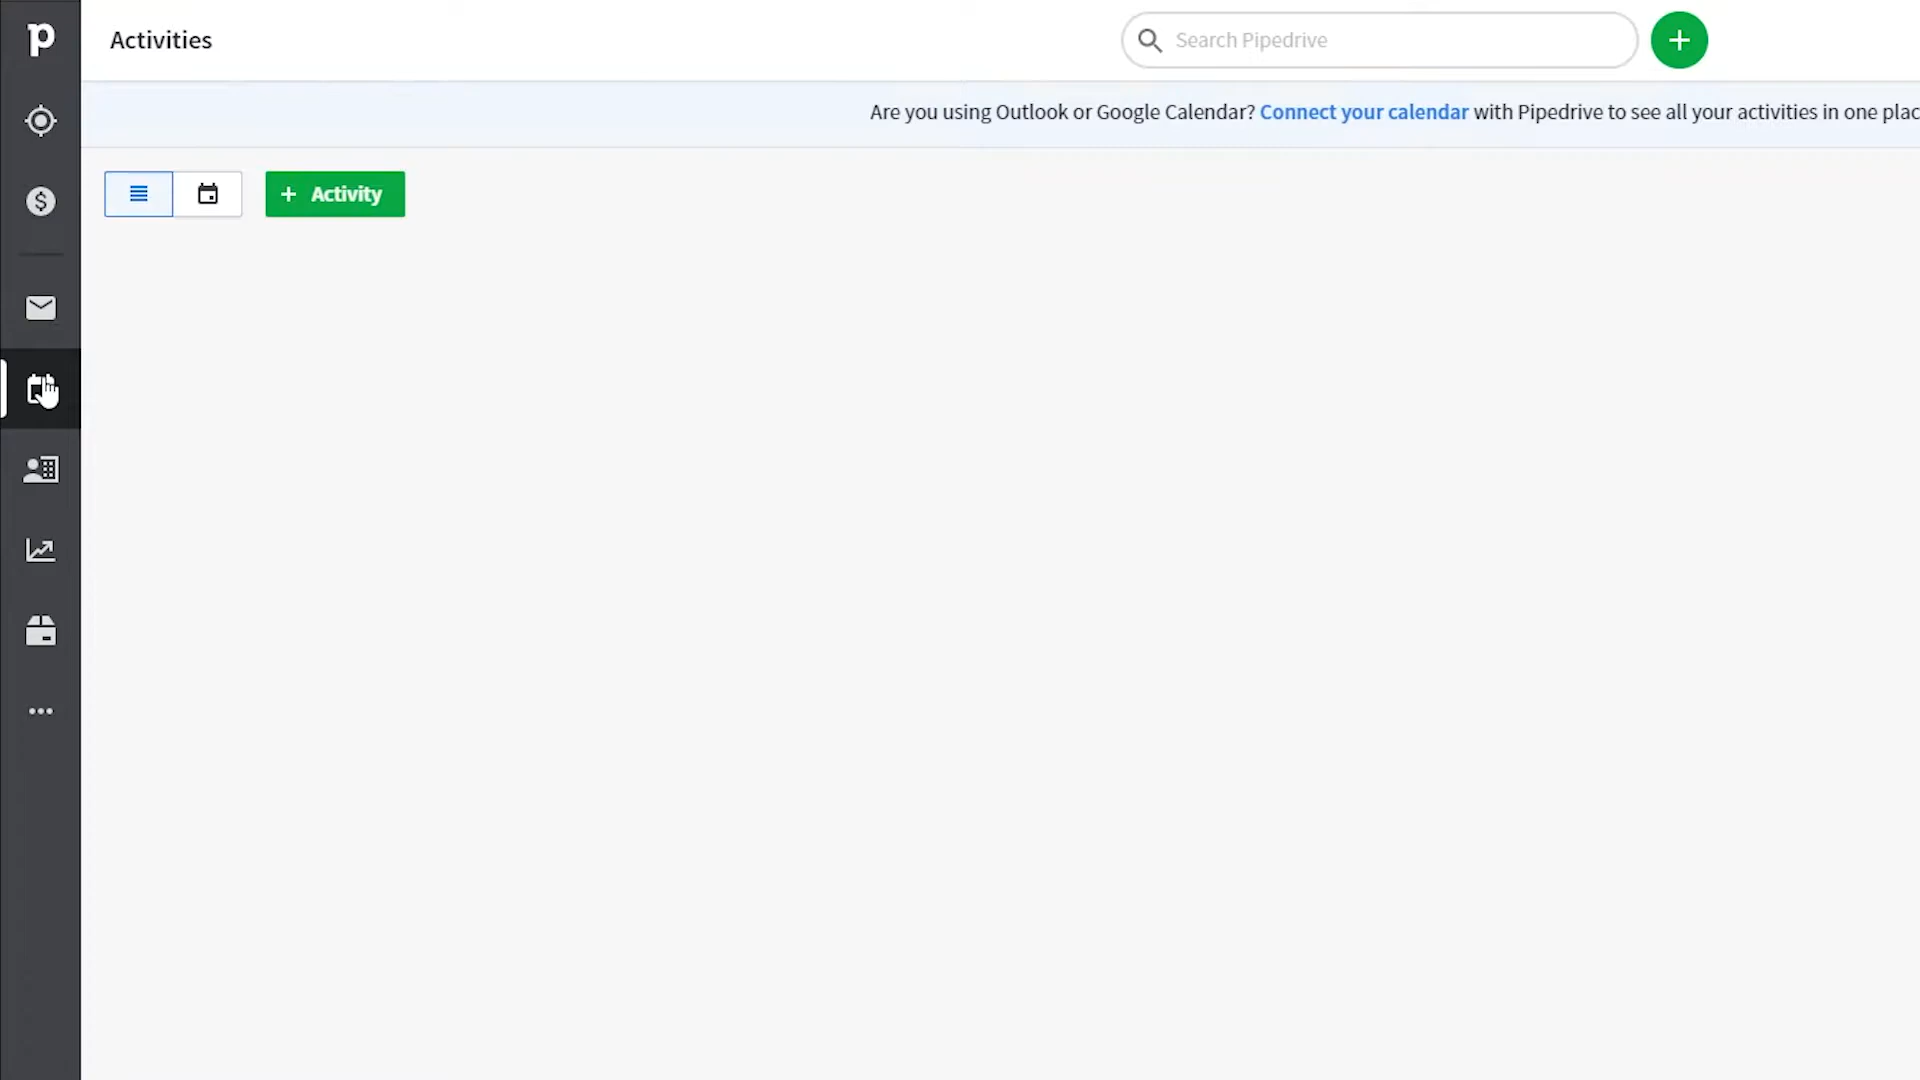 p
Activities
Search Pipedrive
Are you using Outlook or Google Calendar? Connect your calendar with Pipedrive to see all your activities in one plac
+ Activity